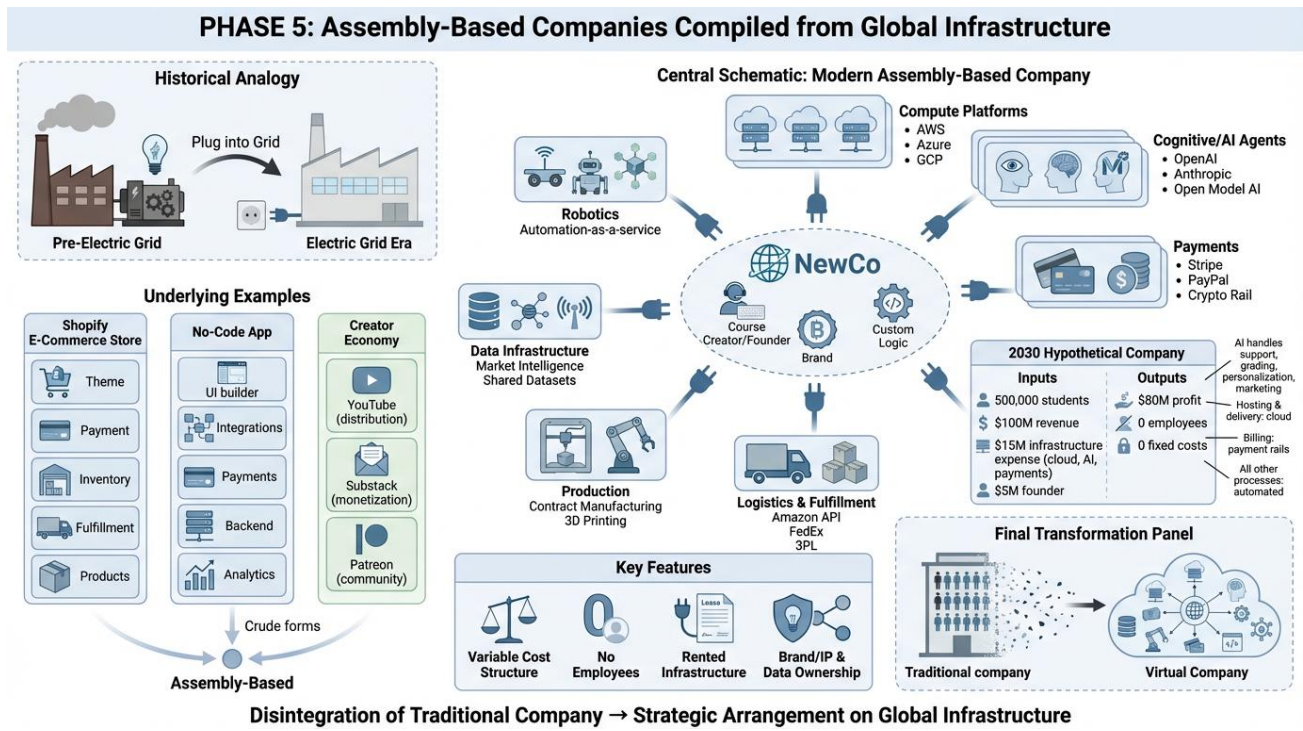 PHASE 5: Assembly-Based Companies Compiled from Global Infrastructure
Historical Analogy
Plug into Grid
Pre-Electric Grid
Electric Grid Era
Underlying Examples
Shopify
E-Commerce Store
Theme
Payment
Inventory
Fulfillment
Products
No-Code App
UI builder
Integrations
Payments
Backend
Analytics
Creator
Economy
YouTube
(distribution)
Substack
(monetization)
Patreon
(community)
Crude forms
Assembly-Based
Central Schematic: Modern Assembly-Based Company
Compute Platforms
• AWS
• Azure
• GCP
Cognitive/AI Agents
• OpenAI
• Anthropic
• Open Model AI
M
Robotics
Automation-as-a-service
Payments
• Stripe
• PayPal
• Crypto Rail
$
NewCo
Course
Creator/Founder
B
Brand
</>
Custom
Logic
Data Infrastructure
Market Intelligence
Shared Datasets
Production
Contract Manufacturing
3D Printing
Logistics & Fulfillment
Amazon API
FedEx
3PL
2030 Hypothetical Company
Inputs
500,000 students
$ $100M revenue
$15M infrastructure
expense (cloud, AI,
payments)
$5M founder
Outputs
$80M profit
0 employees
0 fixed costs
AI handles
support,
grading,
personalization,
marketing
Hosting &
delivery: cloud
Billing:
payment rails
All other
processes:
automated
Key Features
Variable Cost
Structure
0
No
Employees
Leasa
Rented
Infrastructure
Brand/IP &
Data Ownership
Final Transformation Panel
Traditional company
</>
Virtual Company
Disintegration of Traditional Company → Strategic Arrangement on Global Infrastructure